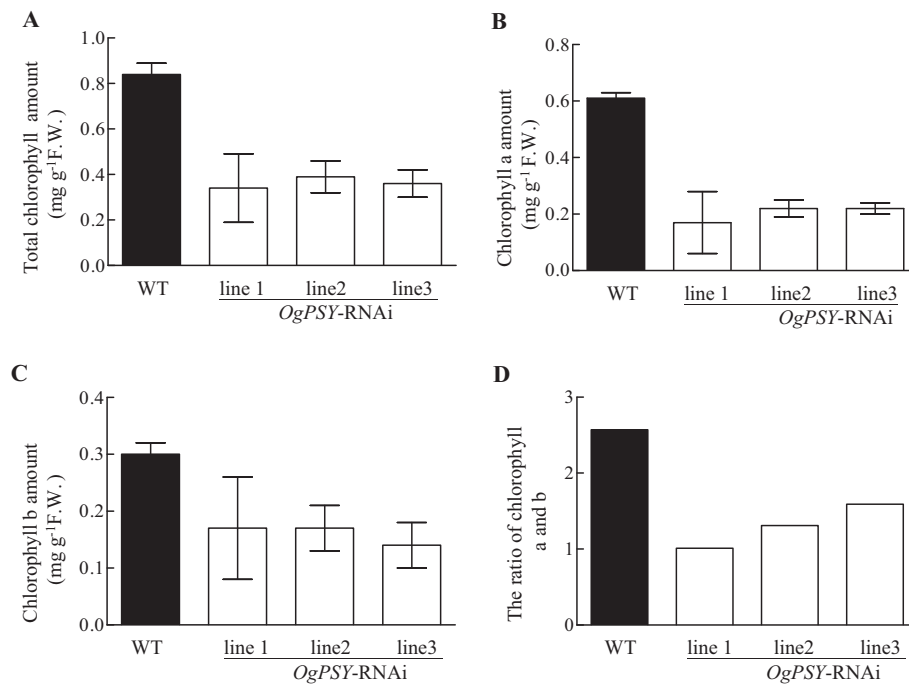 A
Total chlorophyll amount
(mg g⁻¹F.W.)
1.0
0.8
0.6
0.4
0.2
0.0
WT
line 1
line2
line3
OgPSY-RNAi
B
Chlorophyll a amount
(mg g⁻¹ F.W.)
0.8
0.6
0.4
0.2
0.0
WT
line 1
line2
line3
OgPSY-RNAi
C
Chlorophyll b amount
(mg g⁻¹F.W.)
0.4
0.3
0.2
0.1
0.0
WT
line 1
line2
line3
OgPSY-RNAi
D
The ratio of chlorophyll
a and b
3
2
1
0
WT
line 1
line2
line3
OgPSY-RNAi